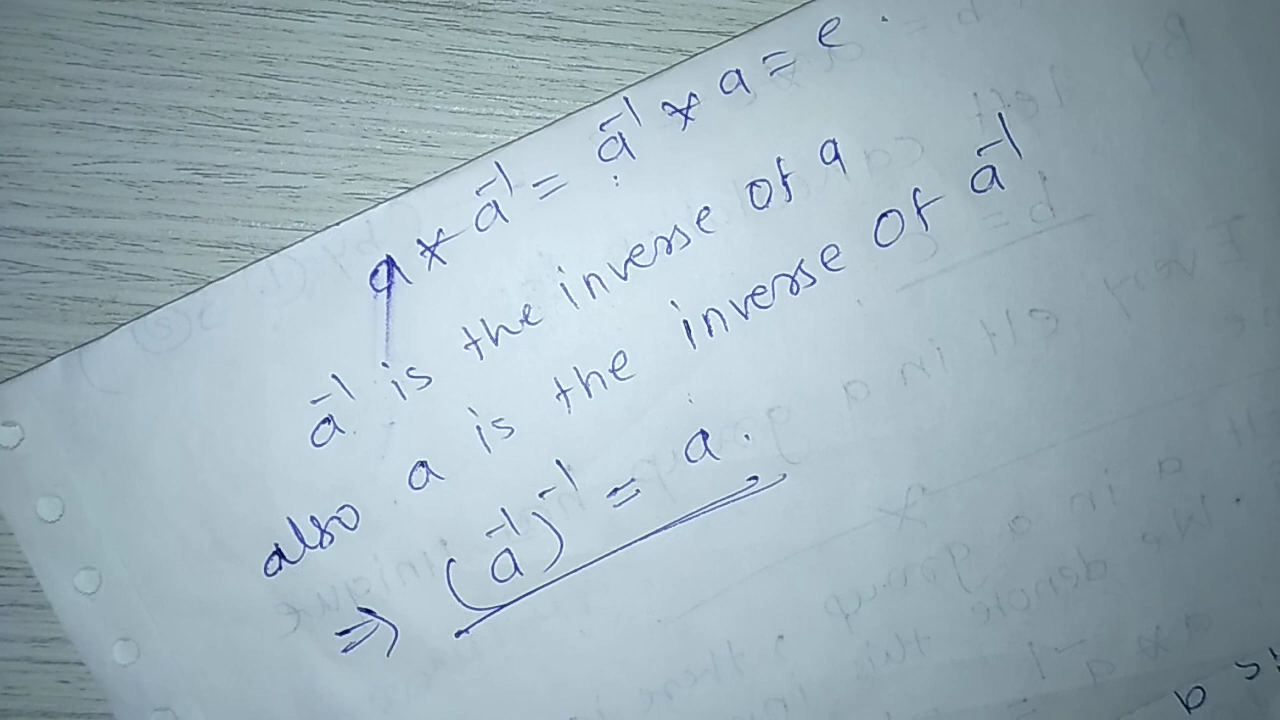 a * a⁻¹ = a⁻¹ * a = e.
a⁻¹ is the inverse of a
also a is the inverse of a⁻¹
⇒ (a⁻¹)⁻¹ = a.